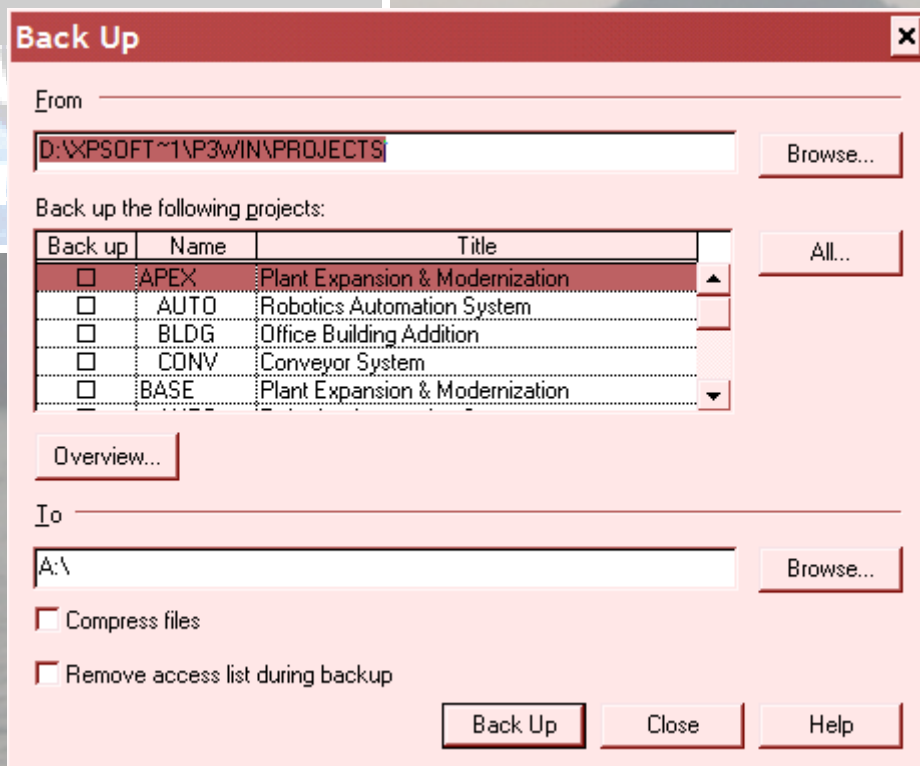 Back Up
From
D:\XPSOFT~1\P3WIN\PROJECTS
Browse...
Back up the following projects:
Back up Name Title
All...
APEX Plant Expansion & Modernization
AUTO Robotics Automation System
BLDG Office Building Addition
CONV Conveyor System
BASE Plant Expansion & Modernization
Overview...
To
A:\
Browse...
Compress files
Remove access list during backup
Back Up Close Help